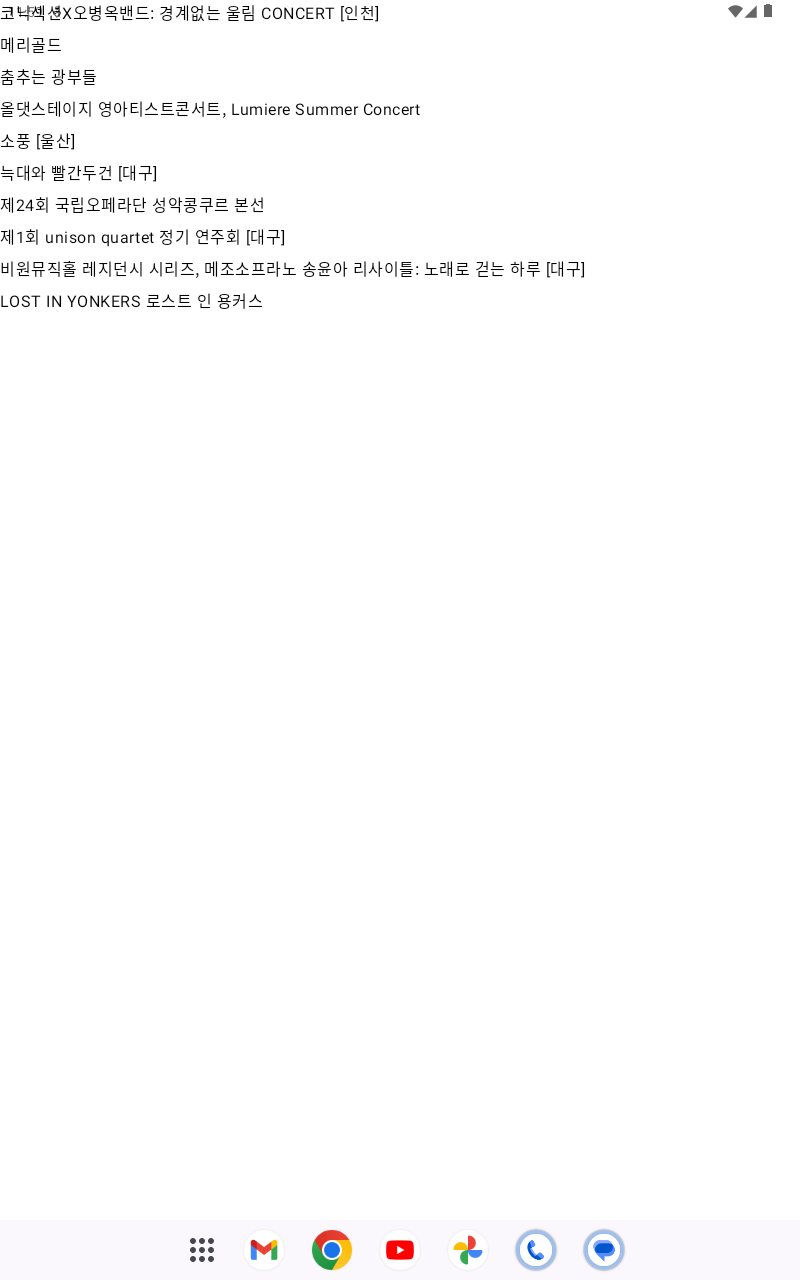 코닉섹션X오병옥밴드: 경계없는 울림 CONCERT [인천]
메리골드
춤추는 광부들
올댓스테이지 영아티스트콘서트, Lumiere Summer Concert
소풍 [울산]
늑대와 빨간두건 [대구]
제24회 국립오페라단 성악콩쿠르 본선
제1회 unison quartet 정기 연주회 [대구]
비원뮤직홀 레지던시 시리즈, 메조소프라노 송윤아 리사이틀: 노래로 걷는 하루 [대구]
LOST IN YONKERS 로스트 인 용커스